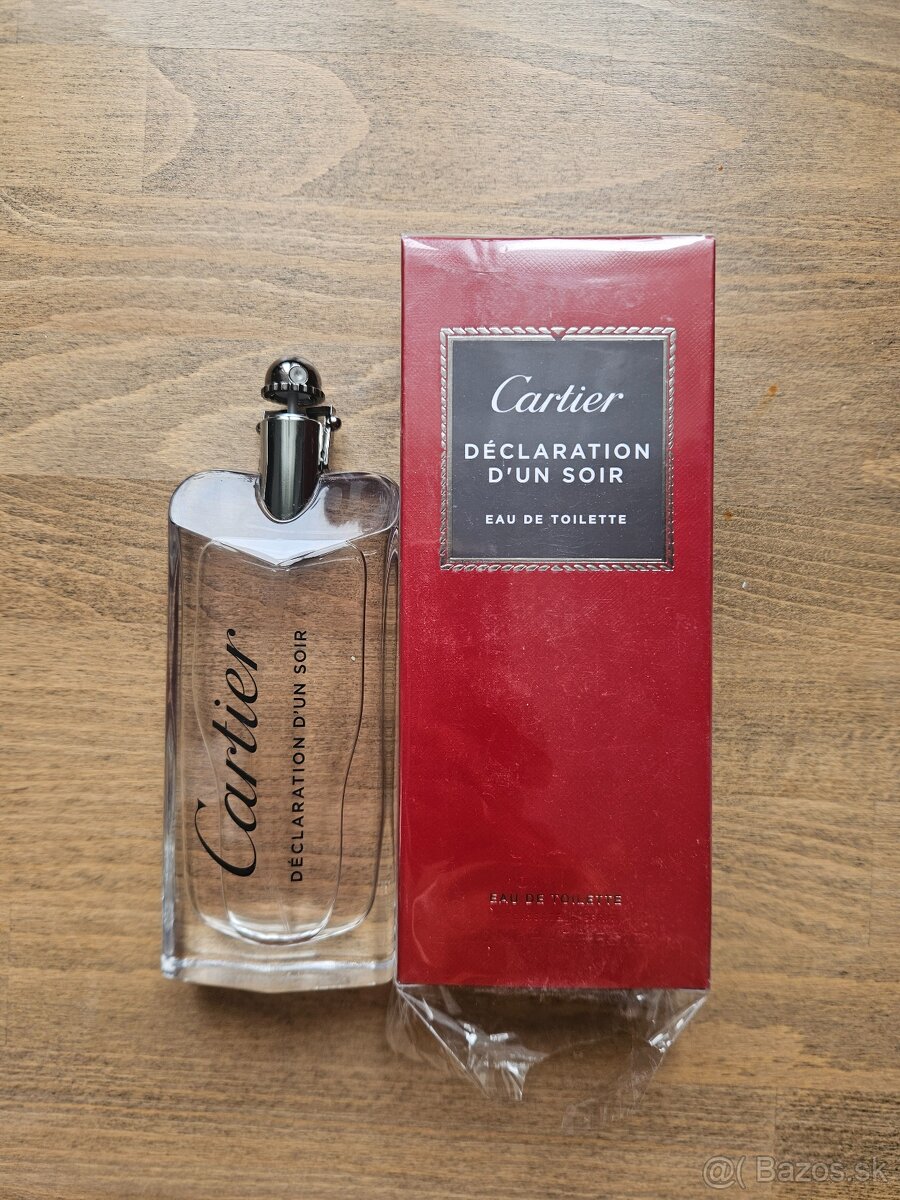 Cartier
DÉCLARATION D'UN SOIR
Cartier
DÉCLARATION
D'UN SOIR
EAU DE TOILETTE
EAU DE TOILETTE
@( Bazos.sk